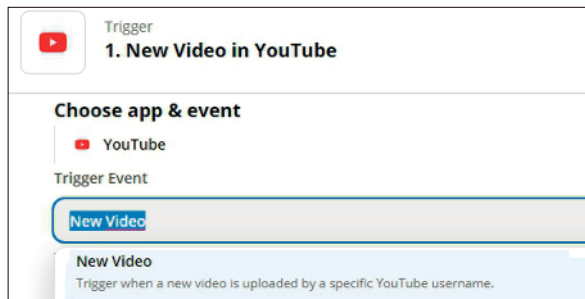 Trigger
1. New Video in YouTube
Choose app & event
YouTube
Trigger Event
New Video
New Video
Trigger when a new video is uploaded by a specific YouTube username.